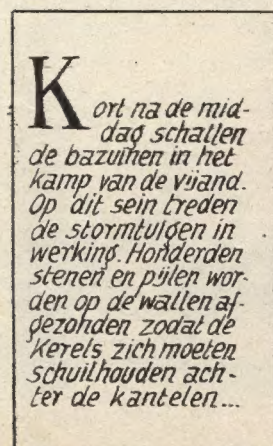 Kort na de mid-
dag schallen
de bazuinen in het
kamp van de vijand.
Op dit sein treden
de stormtuigen in
werking. Honderden
stenen en pijlen wor-
den op de wallen af-
gezonden zodat de
Kerels zich moeten
schuilhouden ach-
ter de kantelen...